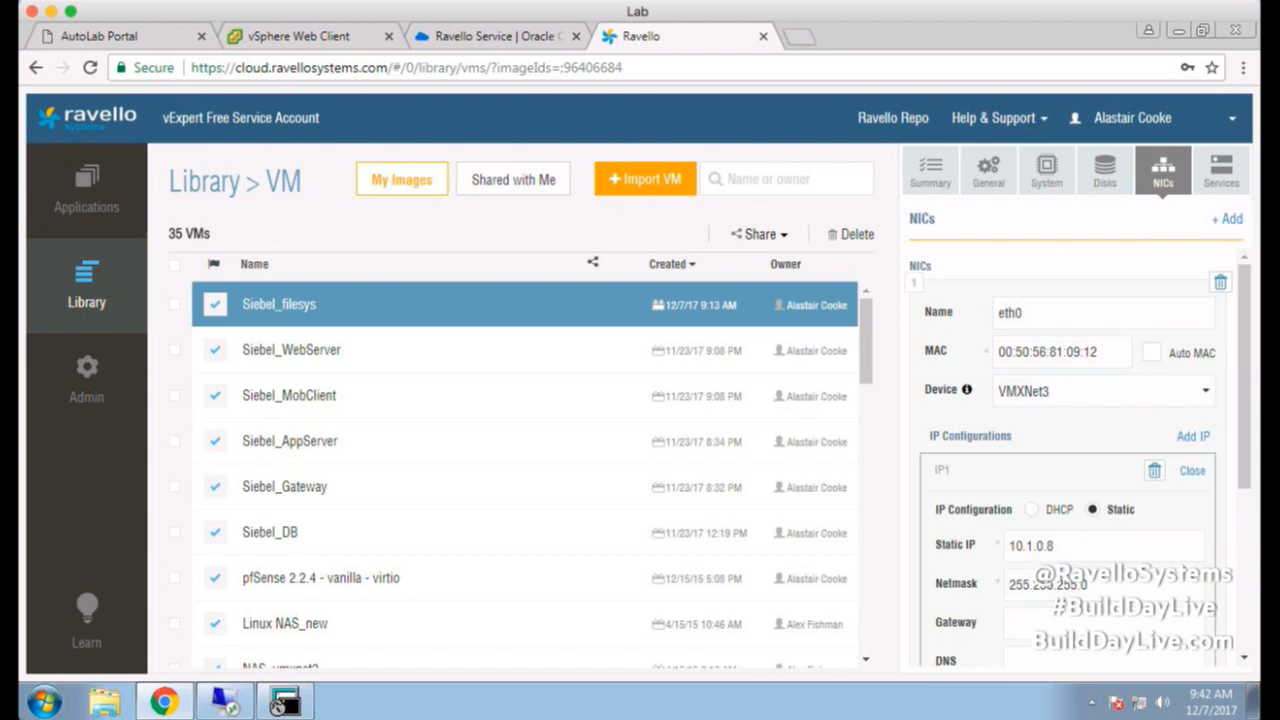 Lab
AutoLab Portal
vSphere Web Client
Ravello Service | Oracle C
Ravello
Secure
https://cloud.ravellosystems.com/#/0/library/vms/?imageIds=:96406684
ravello
systems
vExpert Free Service Account
Ravello Repo
Help & Support
Alastair Cooke
Applications
Library
Admin
Learn
Library > VM
My Images
Shared with Me
+ Import VM
Name or owner
35 VMs
Share
Delete
Name
Created
Owner
Siebel_filesys
12/7/17 9:13 AM
Alastair Cooke
Siebel_WebServer
11/23/17 9:08 PM
Alastair Cooke
Siebel_MobClient
11/23/17 9:08 PM
Alastair Cooke
Siebel_AppServer
11/23/17 8:34 PM
Alastair Cooke
Siebel_Gateway
11/23/17 8:32 PM
Alastair Cooke
Siebel_DB
11/23/17 12:19 PM
Alastair Cooke
pfSense 2.2.4 - vanilla - virtio
12/15/15 5:08 PM
Alastair Cooke
Linux NAS_new
4/15/15 10:46 AM
Alex Fishman
Summary
General
System
Disks
NICs
Services
NICs
+ Add
NICs
1
Name
eth0
MAC
00:50:56:81:09:12
Auto MAC
Device
VMXNet3
IP Configurations
Add IP
IP1
Close
IP Configuration
DHCP
Static
Static IP
10.1.0.8
Netmask
255.255.255.0
Gateway
DNS
@RavelloSystems
#BuildDayLive
BuildDayLive.com
9:42 AM
12/7/2017